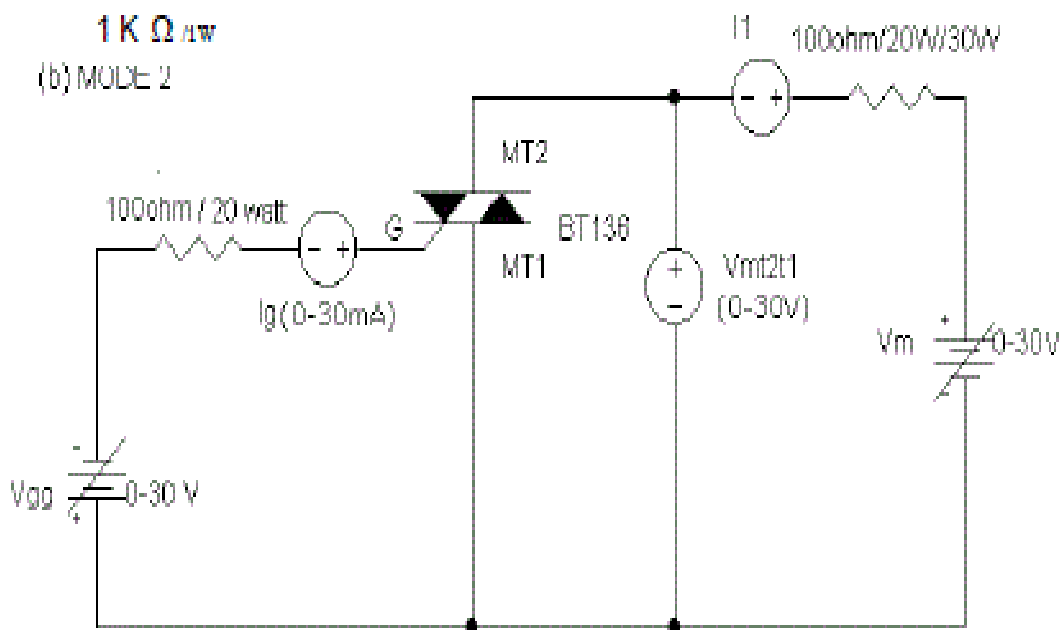 1 K Ω /1W
(b) MODE 2
I1
100ohm/20W/30W
- +
MT2
100ohm / 20 watt
G
BT136
MT1
- +
Ig(0-30mA)
+
-
Vmt2t1
(0-30V)
+
Vm
0-30V
-
-
Vgg
0-30 V
+